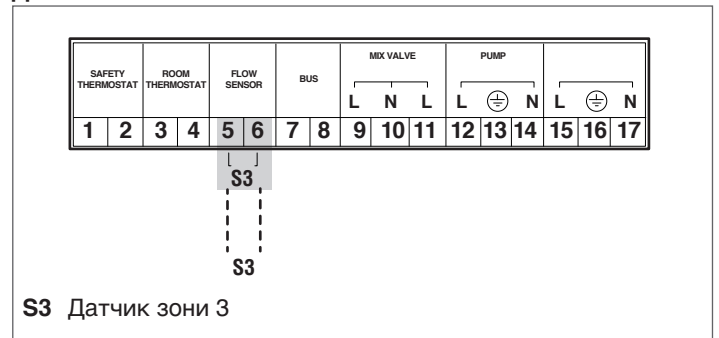 SAFETY THERMOSTAT ROOM THERMOSTAT FLOW SENSOR BUS MIX VALVE PUMP
L N L L N L N
1 2 3 4 5 6 7 8 9 10 11 12 13 14 15 16 17
S3
S3
S3 Датчик зони 3